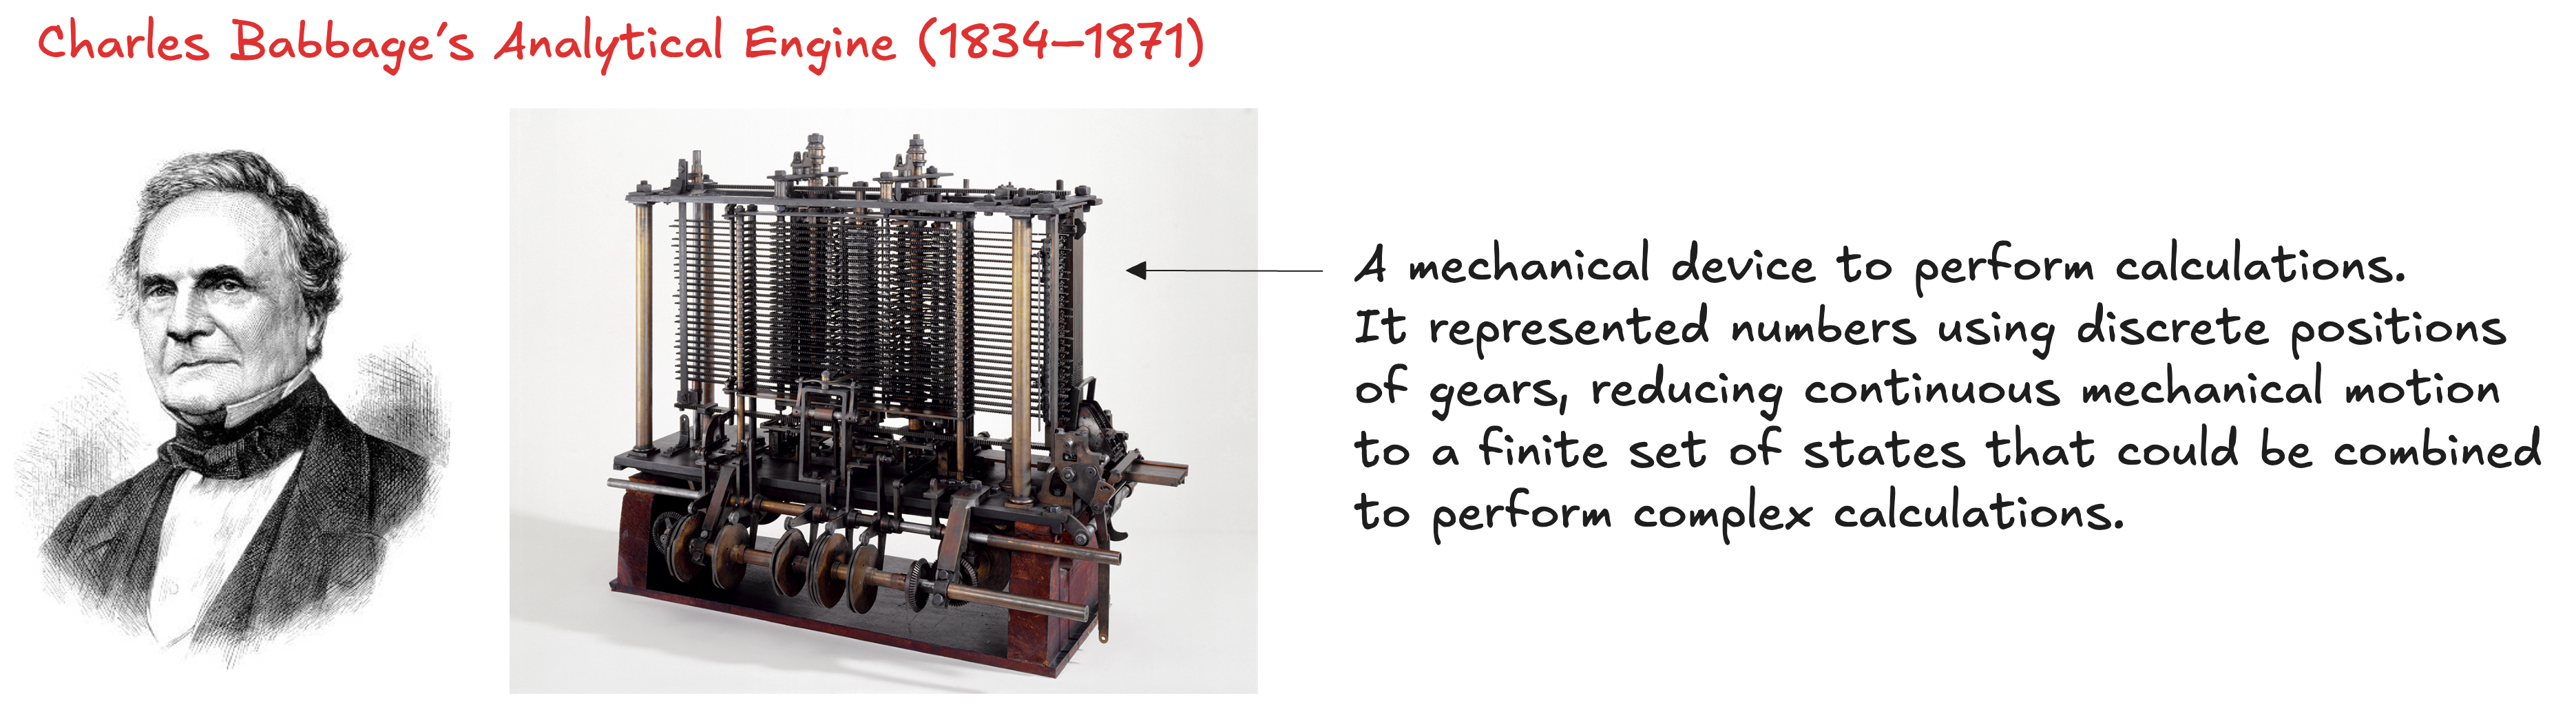 Charles Babbage's Analytical Engine (1834–1871)
A mechanical device to perform calculations.
It represented numbers using discrete positions
of gears, reducing continuous mechanical motion
to a finite set of states that could be combined
to perform complex calculations.